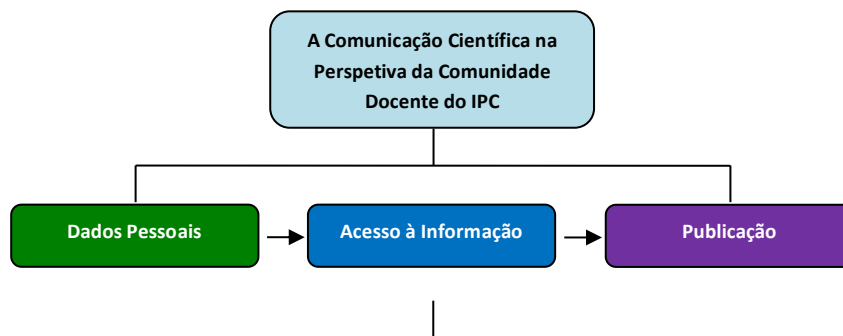 A Comunicação Científica na
Perspetiva da Comunidade
Docente do IPC
Dados Pessoais
Acesso à Informação
Publicação